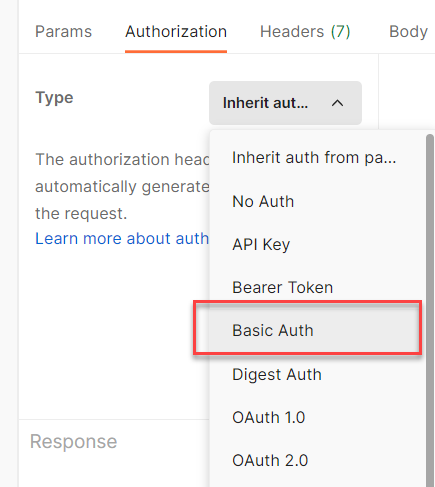 Params Authorization Headers (7) Body
Type
Inherit aut...
The authorization head
automatically generate
the request.
Learn more about auth
Inherit auth from pa...
No Auth
API Key
Bearer Token
Basic Auth
Digest Auth
OAuth 1.0
OAuth 2.0
Response